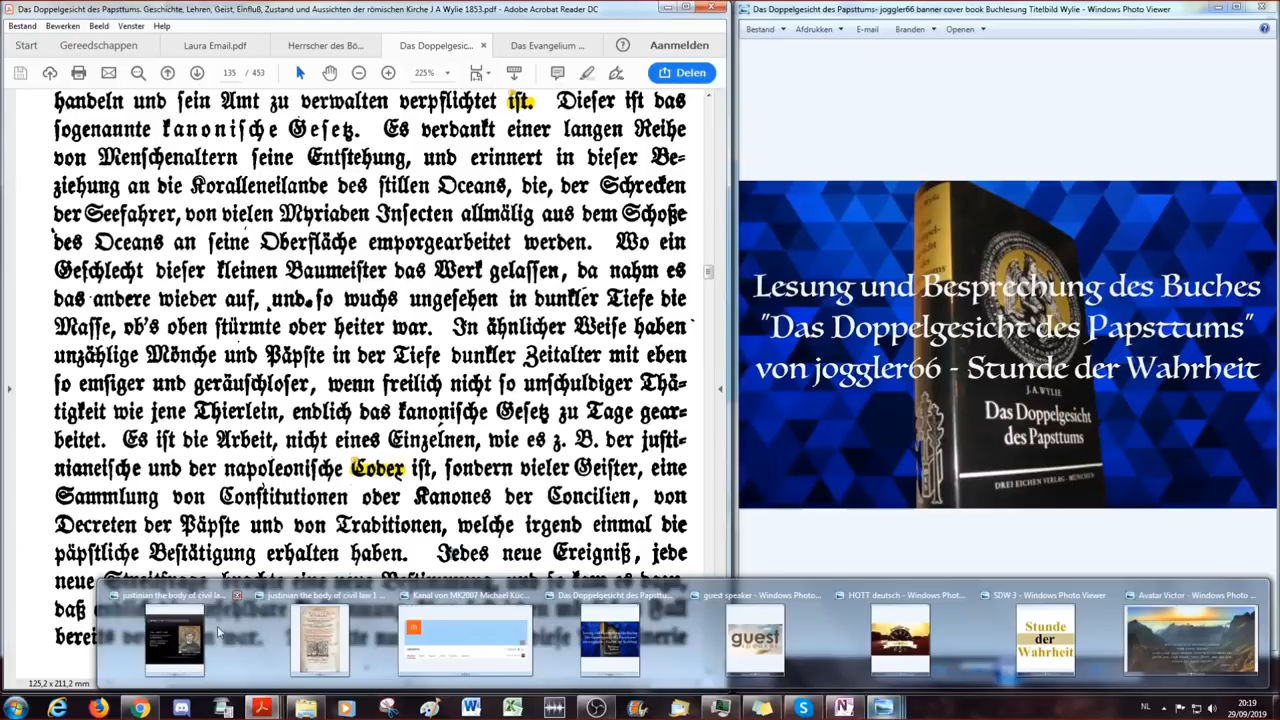 Das Doppelgesicht des Papsttums. Geschichte, Lehren, Geist, Einfluß, Zustand und Aussichten der römischen Kirche J A Wylie 1853.pdf - Adobe Acrobat Reader DC
Bestand Bewerken Beeld Venster Help
Start Gereedschappen Laura Email.pdf Herrscher des Bö... Das Doppelgesic... × Das Evangelium ... Aanmelden
135 / 453 225% Delen
handeln und sein Amt zu verwalten verpflichtet ist. Dieser ist das
sogenannte kanonische Gesetz. Es verdankt einer langen Reihe
von Menschenaltern seine Entstehung, und erinnert in dieser Be-
ziehung an die Koralleneilande des stillen Oceans, die, der Schrecken
der Seefahrer, von vielen Myriaden Insecten allmälig aus dem Schoße
des Oceans an seine Oberfläche emporgearbeitet werden. Wo ein
Geschlecht dieser kleinen Baumeister das Werk gelassen, da nahm es
das andere wieder auf, und so wuchs ungesehen in dunkler Tiefe die
Masse, ob's oben stürmte oder heiter war. In ähnlicher Weise haben
unzählige Mönche und Päpste in der Tiefe dunkler Zeitalter mit eben
so emsiger und geräuschloser, wenn freilich nicht so unschuldiger Thä-
tigkeit wie jene Thierlein, endlich das kanonische Gesetz zu Tage gear-
beitet. Es ist die Arbeit, nicht eines Einzelnen, wie es z. B. der justi-
nianeische und der napoleonische Codex ist, sondern vieler Geister, eine
Sammlung von Constitutionen oder Kanones der Concilien, von
Decreten der Päpste und von Traditionen, welche irgend einmal die
päpstliche Bestätigung erhalten haben. Jedes neue Ereigniß, jede
neue
daß
berei
125,2 x 211,2 mm
Das Doppelgesicht des Papsttums- joggler66 banner cover book Buchlesung Titelbild Wylie - Windows Photo Viewer
Bestand Afdrukken E-mail Branden Openen
Lesung und Besprechung des Buches
"Das Doppelgesicht des Papsttums"
von joggler66 - Stunde der Wahrheit
J.A.WYLIE
Das Doppelgesicht
des Papsttums
DREI EICHEN VERLAG · MÜNCHEN
justinian the body of civil la...
justinian the body of civil law 1 ...
Kanal von MK2007 Michael Küc...
Das Doppelgesicht des Papsttu...
guest speaker - Windows Photo...
HOTT deutsch - Windows Photo...
SDW 3 - Windows Photo Viewer
Avatar Victor - Windows Photo ...
guest
Stunde
der
Wahrheit
NL
20:19
29/09/2019